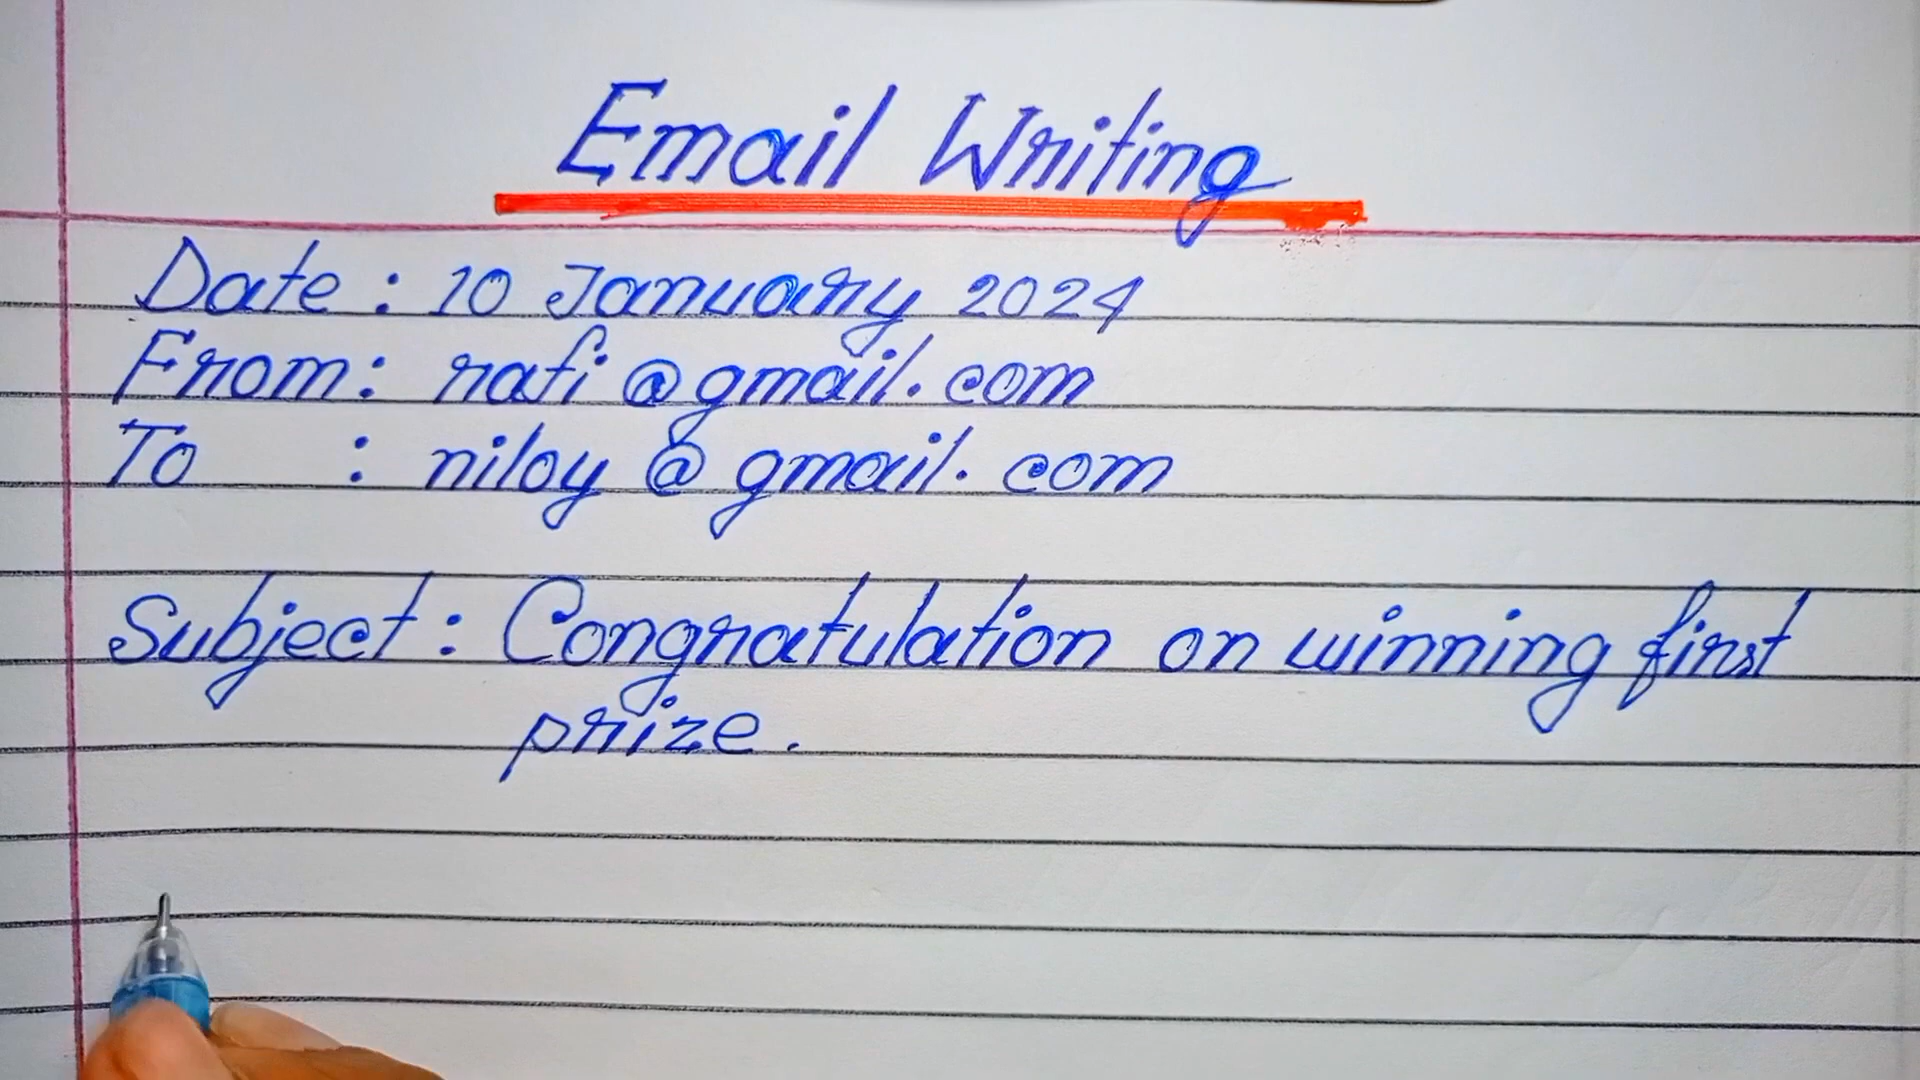 Email Writing
Date : 10 January 2024
From : rafi @ gmail. com
To : niloy @ gmail. com
Subject : Congratulation on winning first
prize.